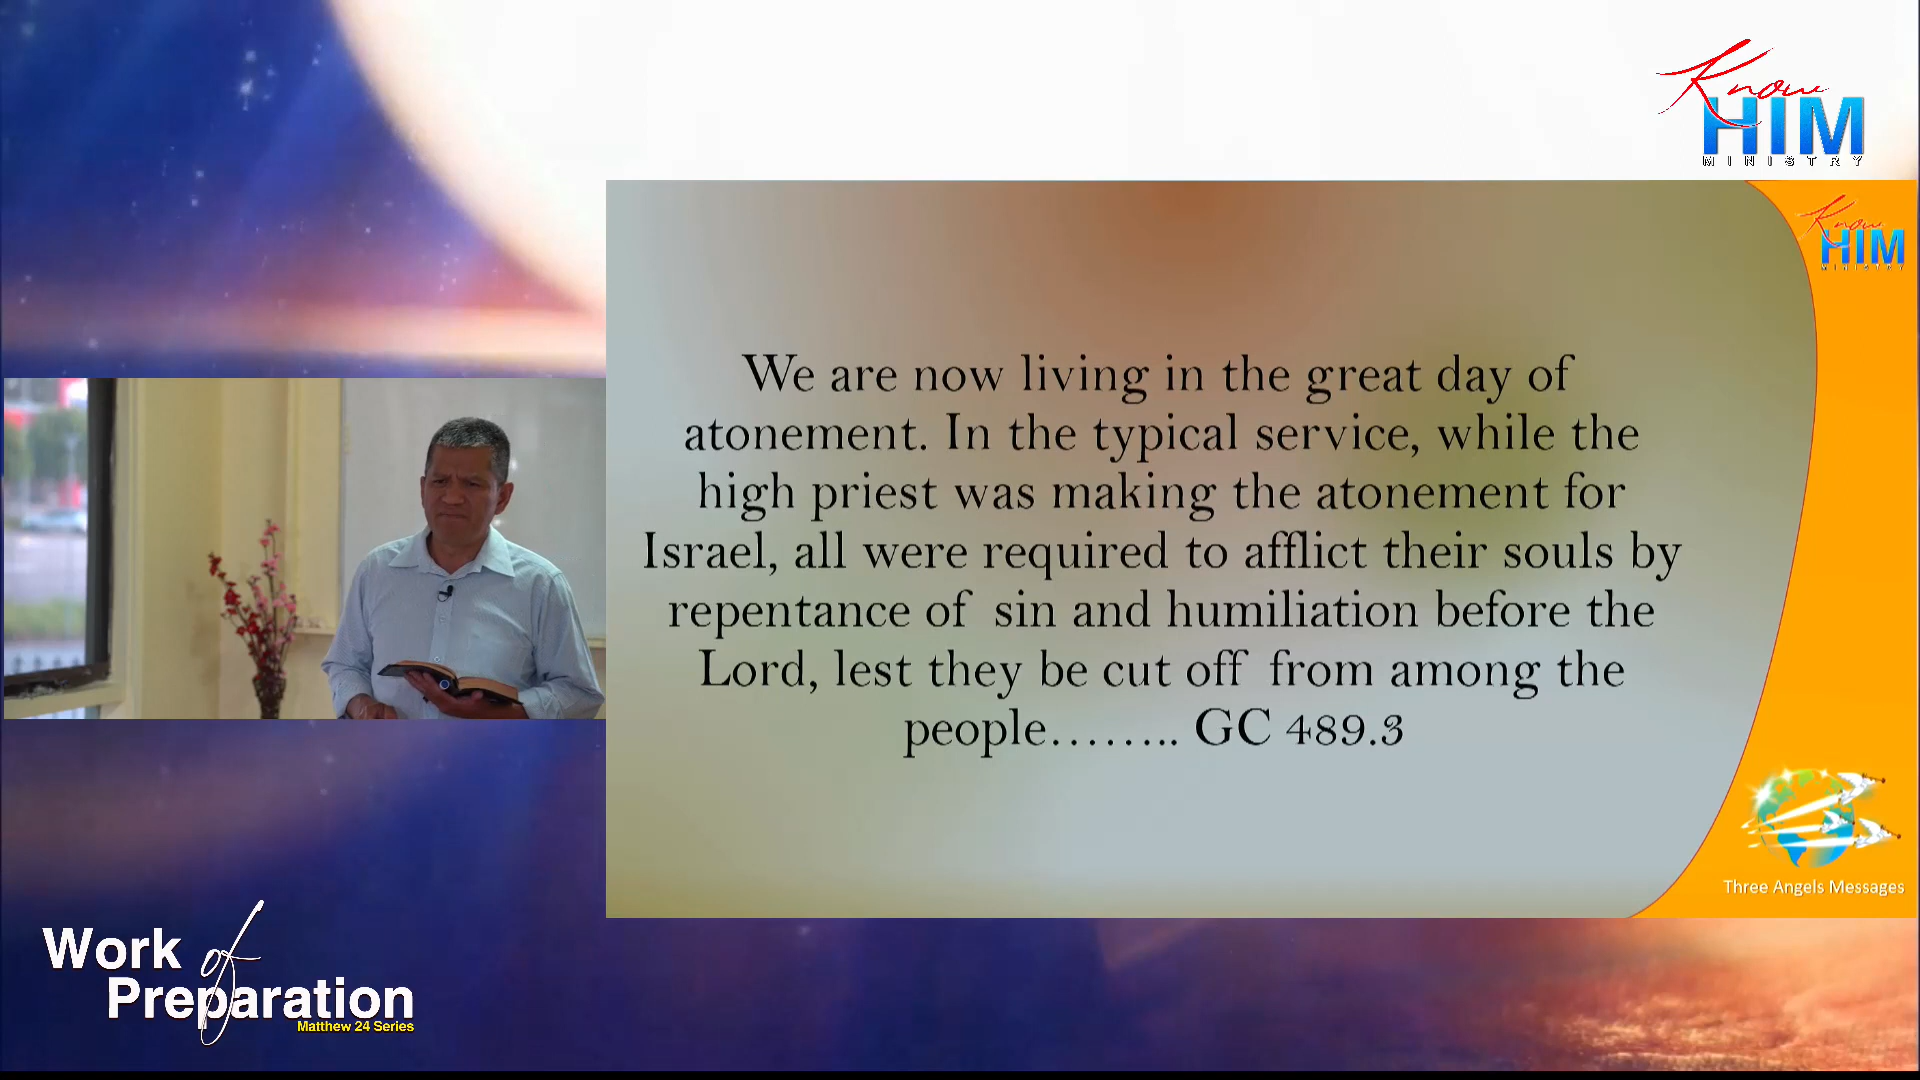 Know
HIM
MINISTRY
Know
HIM
MINISTRY
We are now living in the great day of
atonement. In the typical service, while the
high priest was making the atonement for
Israel, all were required to afflict their souls by
repentance of sin and humiliation before the
Lord, lest they be cut off from among the
people…….. GC 489.3
Three Angels Messages
Work of
Preparation
Matthew 24 Series